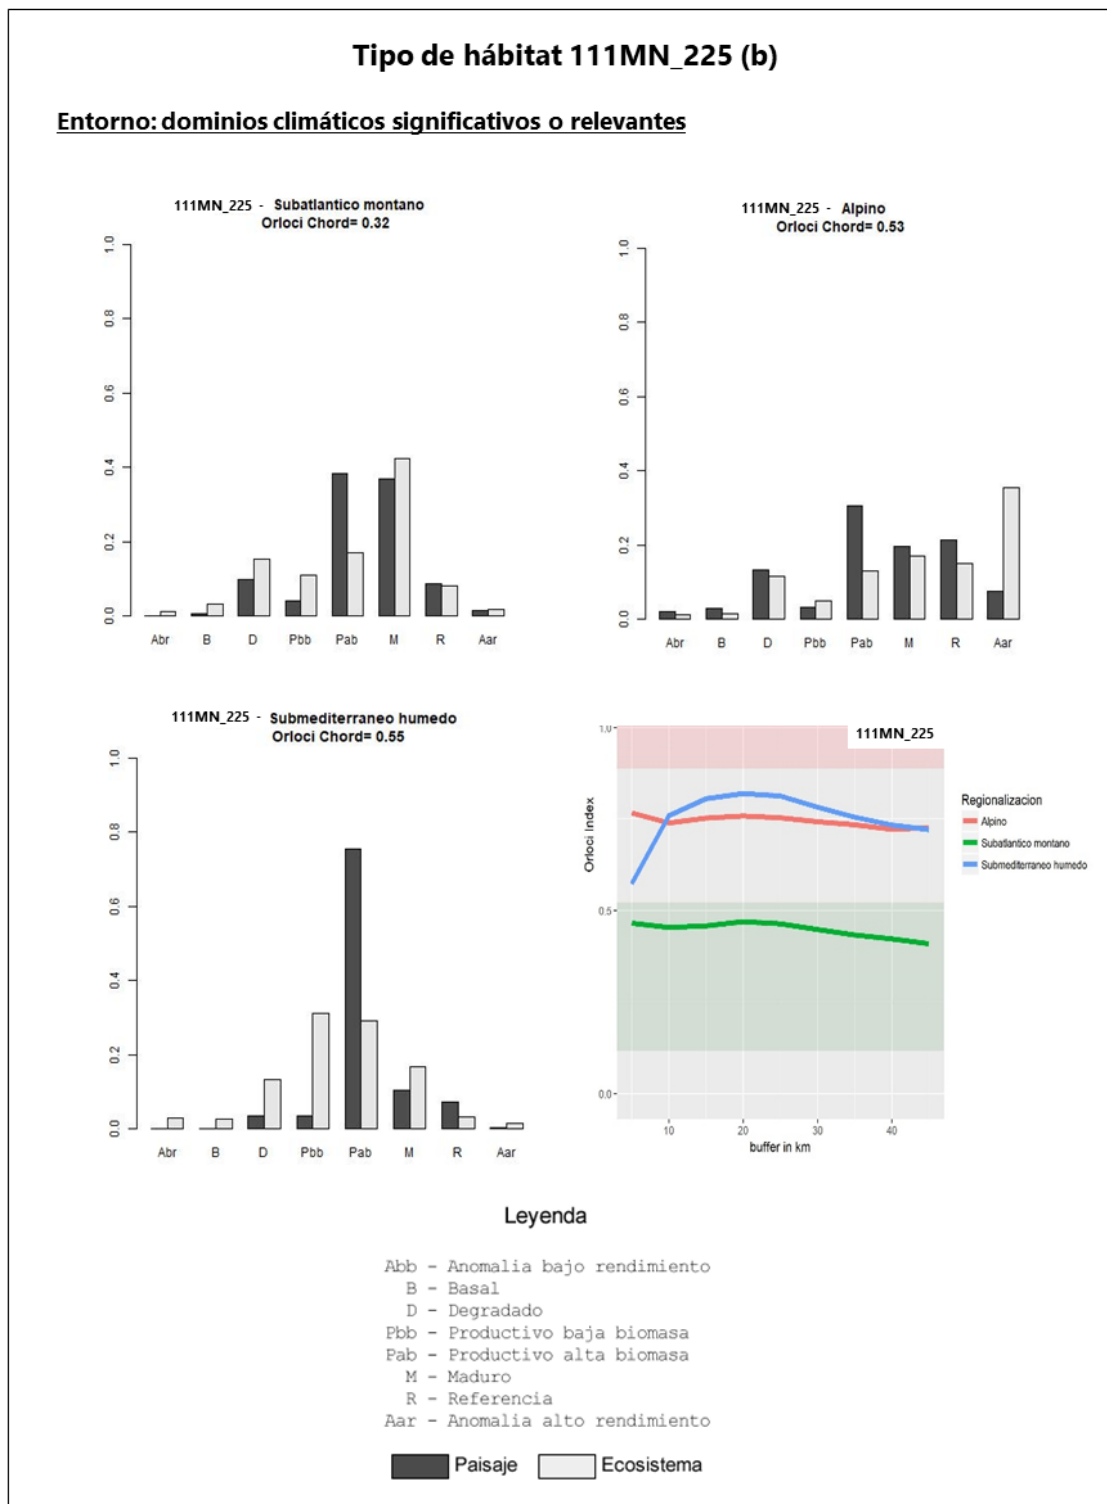 Tipo de hábitat 111MN_225 (b)
Entorno: dominios climáticos significativos o relevantes
111MN_225 - Subatlantico montano
Orloci Chord= 0.32
1.0
0.8
0.6
0.4
0.2
0.0
Abr B D Pbb Pab M R Aar
111MN_225 - Alpino
Orloci Chord= 0.53
1.0
0.8
0.6
0.4
0.2
0.0
Abr B D Pbb Pab M R Aar
111MN_225 - Submediterraneo humedo
Orloci Chord= 0.55
1.0
0.8
0.6
0.4
0.2
0.0
Abr B D Pbb Pab M R Aar
111MN_225
Orloci Index
1.0
0.5
0.0
10 20 30 40
buffer in km
Regionalizacion
Alpino
Subatlantico montano
Submediterraneo humedo
Leyenda
Abb - Anomalia bajo rendimiento
B - Basal
D - Degradado
Pbb - Productivo baja biomasa
Pab - Productivo alta biomasa
M - Maduro
R - Referencia
Aar - Anomalia alto rendimiento
Paisaje Ecosistema